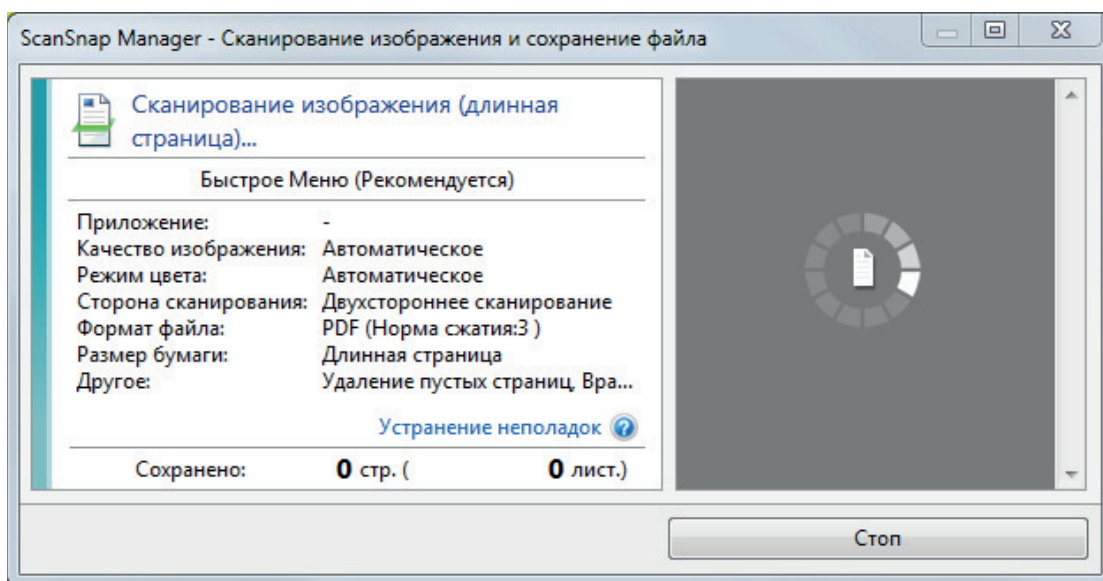 ScanSnap Manager - Сканирование изображения и сохранение файла
Сканирование изображения (длинная
страница)...
Быстрое Меню (Рекомендуется)
Приложение: -
Качество изображения: Автоматическое
Режим цвета: Автоматическое
Сторона сканирования: Двухстороннее сканирование
Формат файла: PDF (Норма сжатия:3 )
Размер бумаги: Длинная страница
Другое: Удаление пустых страниц, Вра...
Устранение неполадок
Сохранено: 0 стр. ( 0 лист.)
Стоп